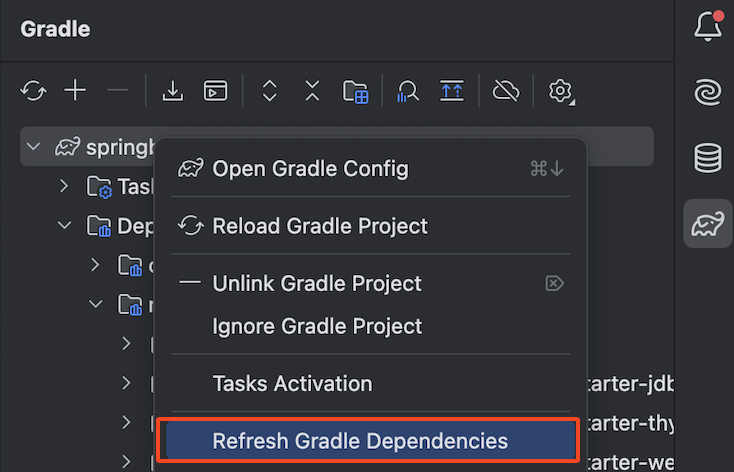 Gradle
springb
Open Gradle Config ⌘↓
Tas
Reload Gradle Project
Dep
Unlink Gradle Project
Ignore Gradle Project
Tasks Activation
tarter-jdb
tarter-thy
Refresh Gradle Dependencies
tarter-we